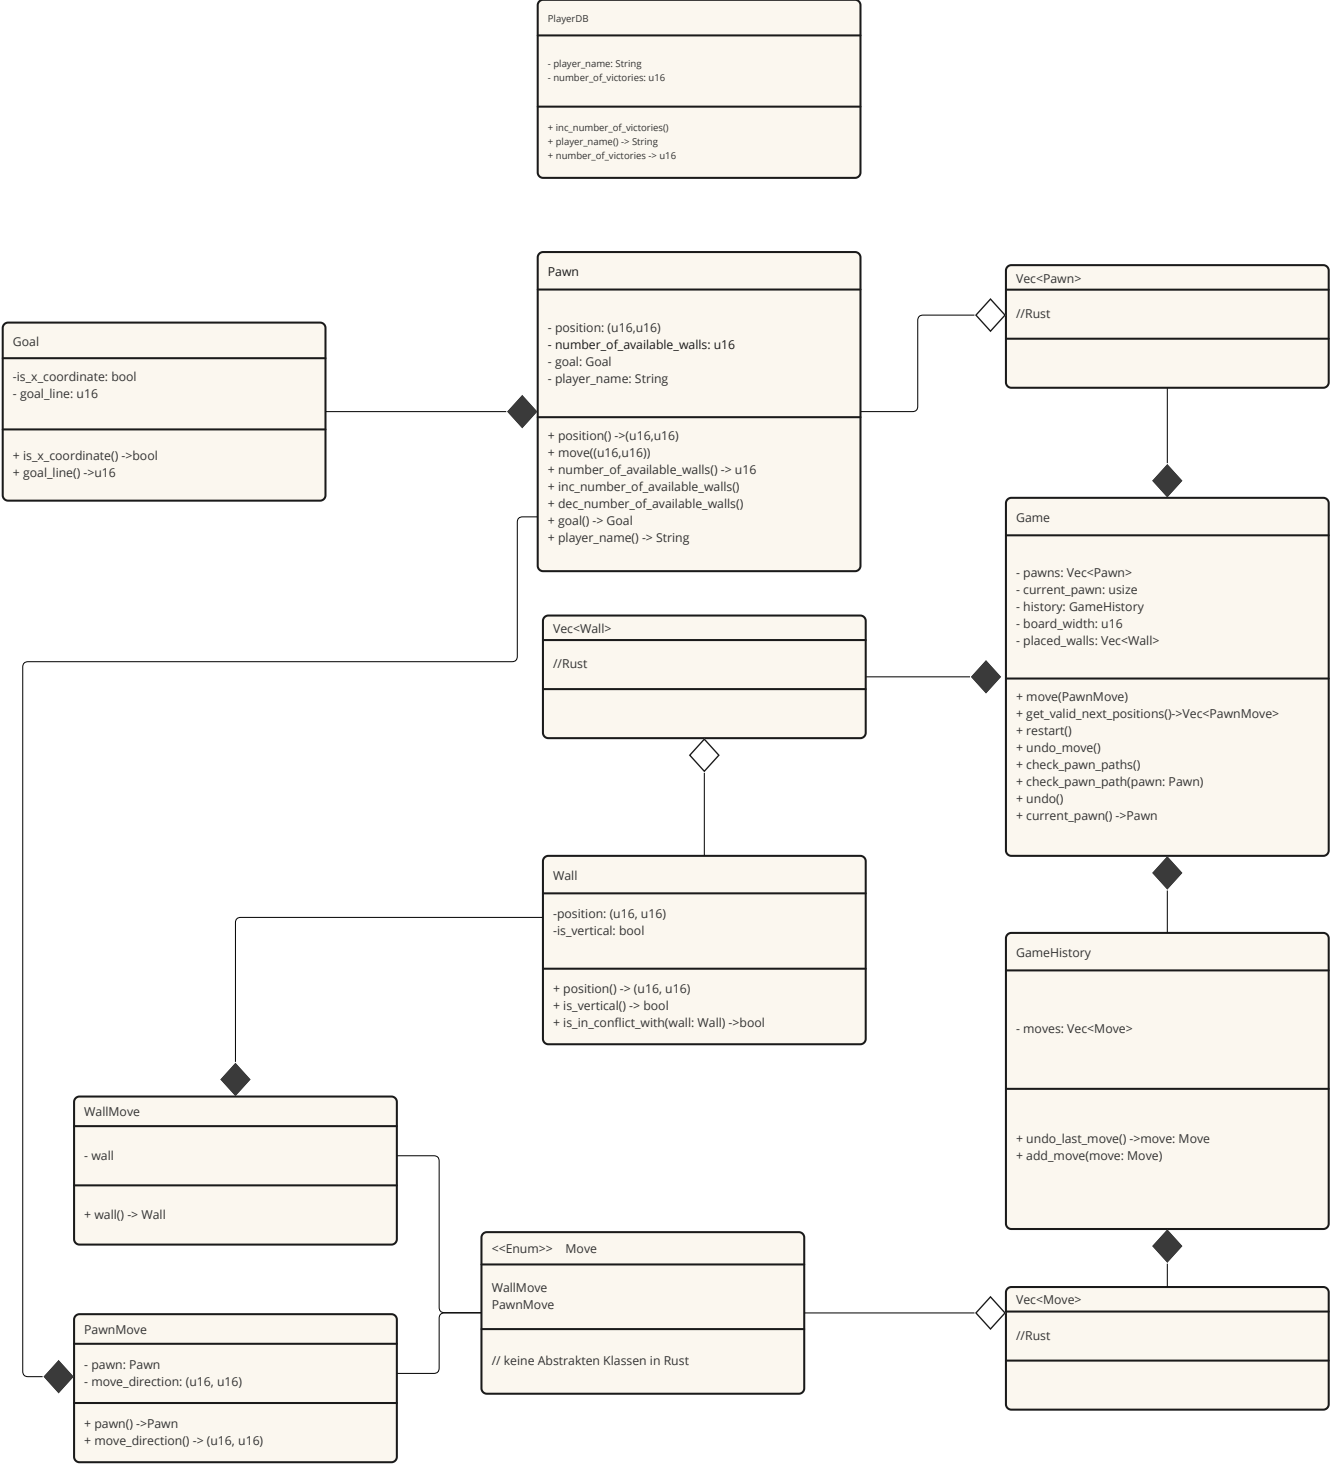 PlayerDB
- player_name: String
- number_of_victories: u16
+ inc_number_of_victories()
+ player_name() -> String
+ number_of_victories -> u16
Pawn
- position: (u16,u16)
- number_of_available_walls: u16
- goal: Goal
- player_name: String
+ position() ->(u16,u16)
+ move((u16,u16))
+ number_of_available_walls() -> u16
+ inc_number_of_available_walls()
+ dec_number_of_available_walls()
+ goal() -> Goal
+ player_name() -> String
Vec<Pawn>
//Rust
Goal
-is_x_coordinate: bool
- goal_line: u16
+ is_x_coordinate() ->bool
+ goal_line() ->u16
Game
- pawns: Vec<Pawn>
- current_pawn: usize
- history: GameHistory
- board_width: u16
- placed_walls: Vec<Wall>
+ move(PawnMove)
+ get_valid_next_positions()->Vec<PawnMove>
+ restart()
+ undo_move()
+ check_pawn_paths()
+ check_pawn_path(pawn: Pawn)
+ undo()
+ current_pawn() ->Pawn
Vec<Wall>
//Rust
Wall
-position: (u16, u16)
-is_vertical: bool
+ position() -> (u16, u16)
+ is_vertical() -> bool
+ is_in_conflict_with(wall: Wall) ->bool
GameHistory
- moves: Vec<Move>
+ undo_last_move() ->move: Move
+ add_move(move: Move)
WallMove
- wall
+ wall() -> Wall
<<Enum>> Move
WallMove
PawnMove
// keine Abstrakten Klassen in Rust
Vec<Move>
//Rust
PawnMove
- pawn: Pawn
- move_direction: (u16, u16)
+ pawn() ->Pawn
+ move_direction() -> (u16, u16)